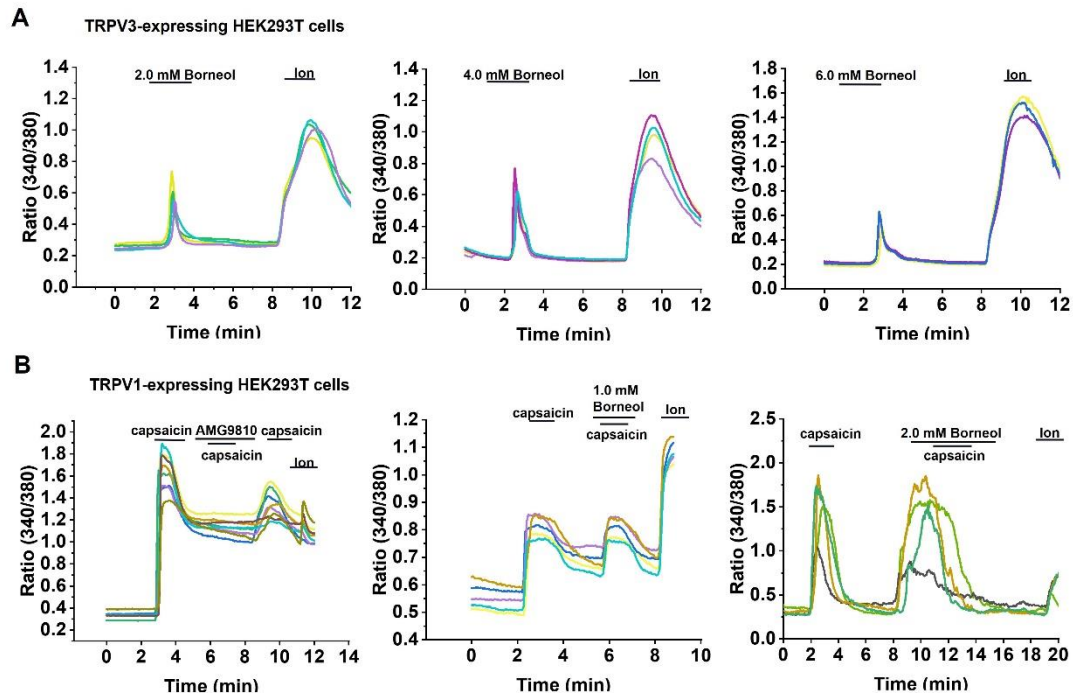 A
TRPV3-expressing HEK293T cells
2.0 mM Borneol
Ion
Ratio (340/380)
1.4
1.2
1.0
0.8
0.6
0.4
0.2
0.0
0 2 4 6 8 10 12
Time (min)
4.0 mM Borneol
Ion
Ratio (340/380)
1.4
1.2
1.0
0.8
0.6
0.4
0.2
0.0
0 2 4 6 8 10 12
Time (min)
6.0 mM Borneol
Ion
Ratio (340/380)
1.8
1.6
1.4
1.2
1.0
0.8
0.6
0.4
0.2
0.0
0 2 4 6 8 10 12
Time (min)
B
TRPV1-expressing HEK293T cells
capsaicin AMG9810 capsaicin
capsaicin
Ion
Ratio (340/380)
2.0
1.8
1.6
1.4
1.2
1.0
0.8
0.6
0.4
0.2
0 2 4 6 8 10 12 14
Time (min)
1.0 mM
capsaicin Borneol Ion
capsaicin
Ratio (340/380)
1.2
1.1
1.0
0.9
0.8
0.7
0.6
0.5
0.4
0 2 4 6 8 10
Time (min)
capsaicin 2.0 mM Borneol Ion
capsaicin
Ratio (340/380)
2.5
2.0
1.5
1.0
0.5
0.0
0 2 4 6 8 10 12 14 16 18 20
Time (min)